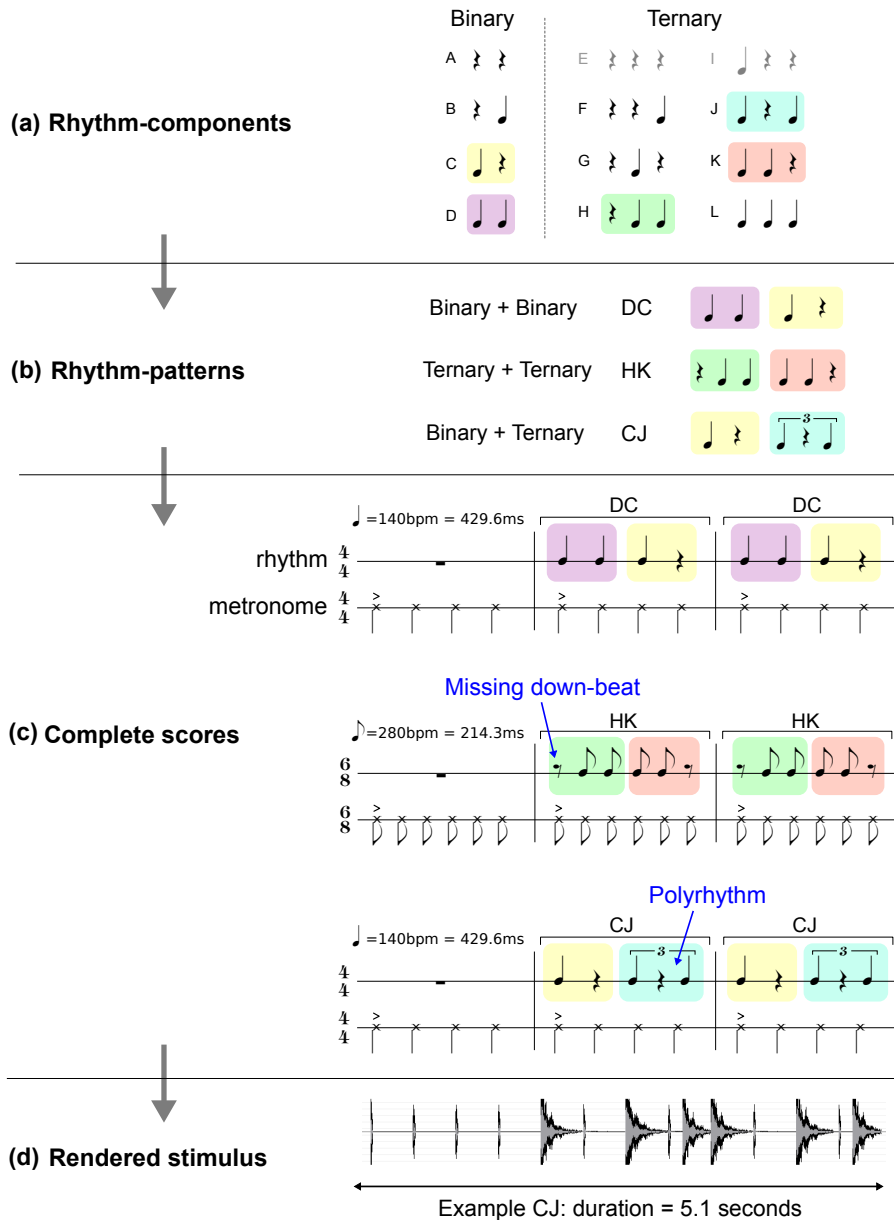 Binary Ternary
A E I
(a) Rhythm-components
B F J
C G K
D H L
Binary + Binary DC
(b) Rhythm-patterns
Ternary + Ternary HK
Binary + Ternary CJ
3
DC DC
=140bpm = 429.6ms
rhythm 4 4
metronome 4 4
> > >
Missing down-beat
(c) Complete scores
HK HK
=280bpm = 214.3ms
6 8
6 8
> > >
Polyrhythm
CJ CJ
=140bpm = 429.6ms
3 3
4 4
4 4
> > >
(d) Rendered stimulus
Example CJ: duration = 5.1 seconds